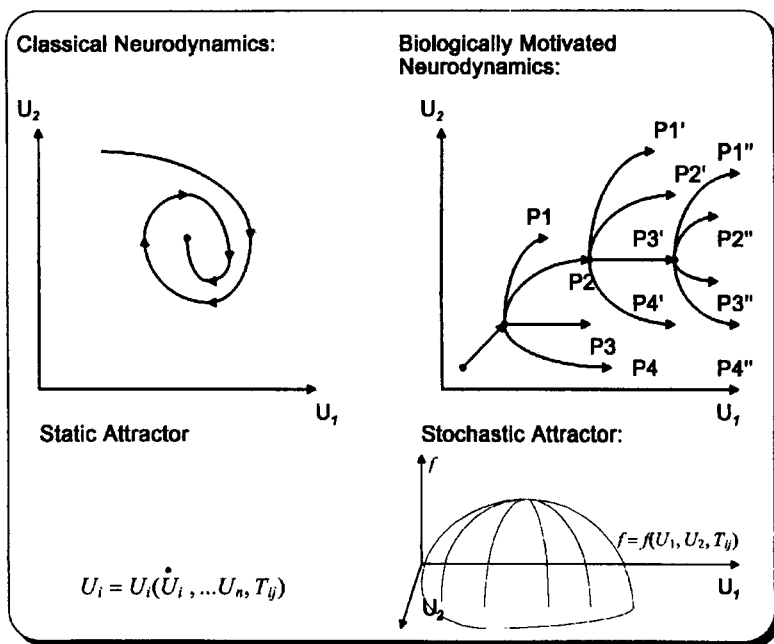 Classical Neurodynamics:
U₂
U₁
Static Attractor
U̇ᵢ = Uᵢ(Uᵢ, ...Uₙ, Tᵢⱼ)
Biologically Motivated
Neurodynamics:
U₂
P1'
P1"
P2'
P1
P3'
P2"
P2
P4'
P3"
P3
P4
P4"
U₁
Stochastic Attractor:
f
f = f(U₁, U₂, Tᵢⱼ)
U₁
U₂